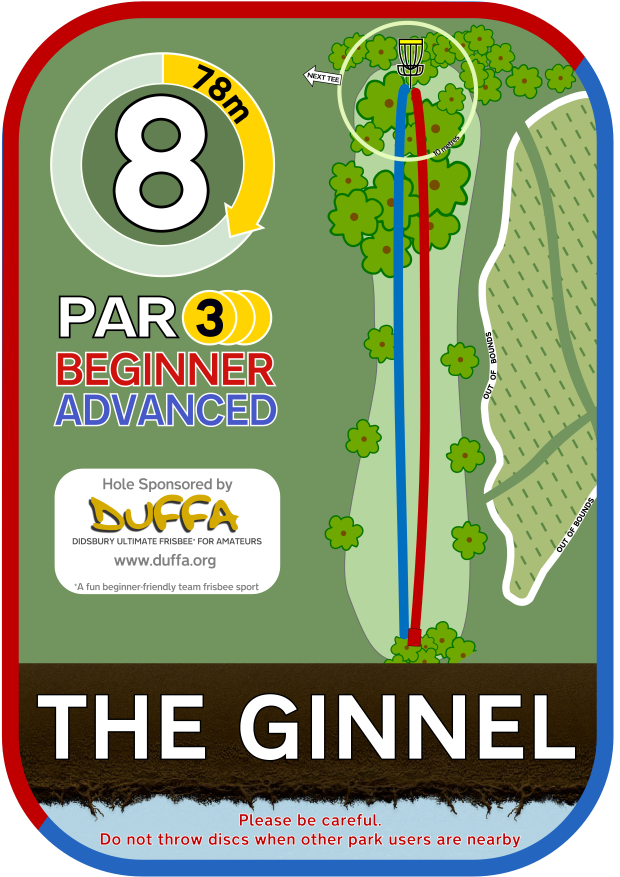 78m
8
PAR 3
BEGINNER
ADVANCED
Hole Sponsored by
DUFFA
DIDSBURY ULTIMATE FRISBEE* FOR AMATEURS
www.duffa.org
*A fun beginner-friendly team frisbee sport
NEXT TEE
10 metres
OUT OF BOUNDS
OUT OF BOUNDS
THE GINNEL
Please be careful.
Do not throw discs when other park users are nearby